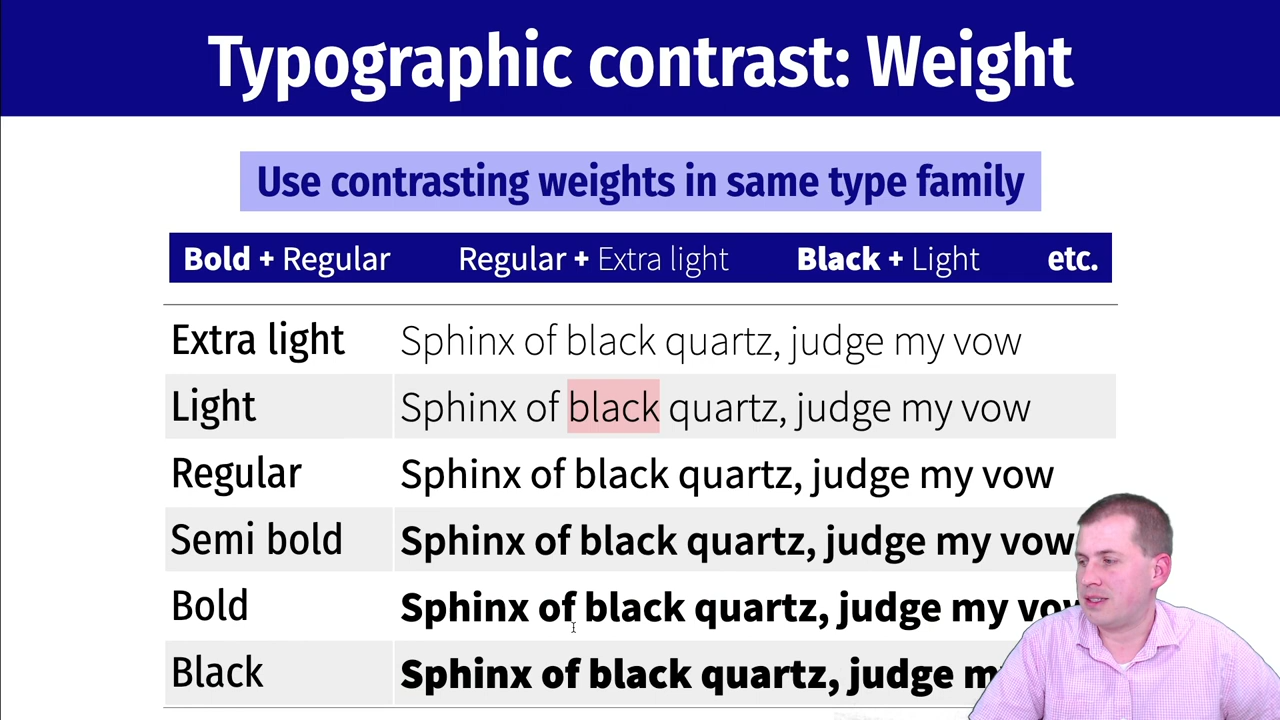 Typographic contrast: Weight
Use contrasting weights in same type family
Bold + Regular Regular + Extra light Black + Light etc.
Extra light Sphinx of black quartz, judge my vow
Light Sphinx of black quartz, judge my vow
Regular Sphinx of black quartz, judge my vow
Semi bold Sphinx of black quartz, judge my vow
Bold Sphinx of black quartz, judge my vow
Black Sphinx of black quartz, judge